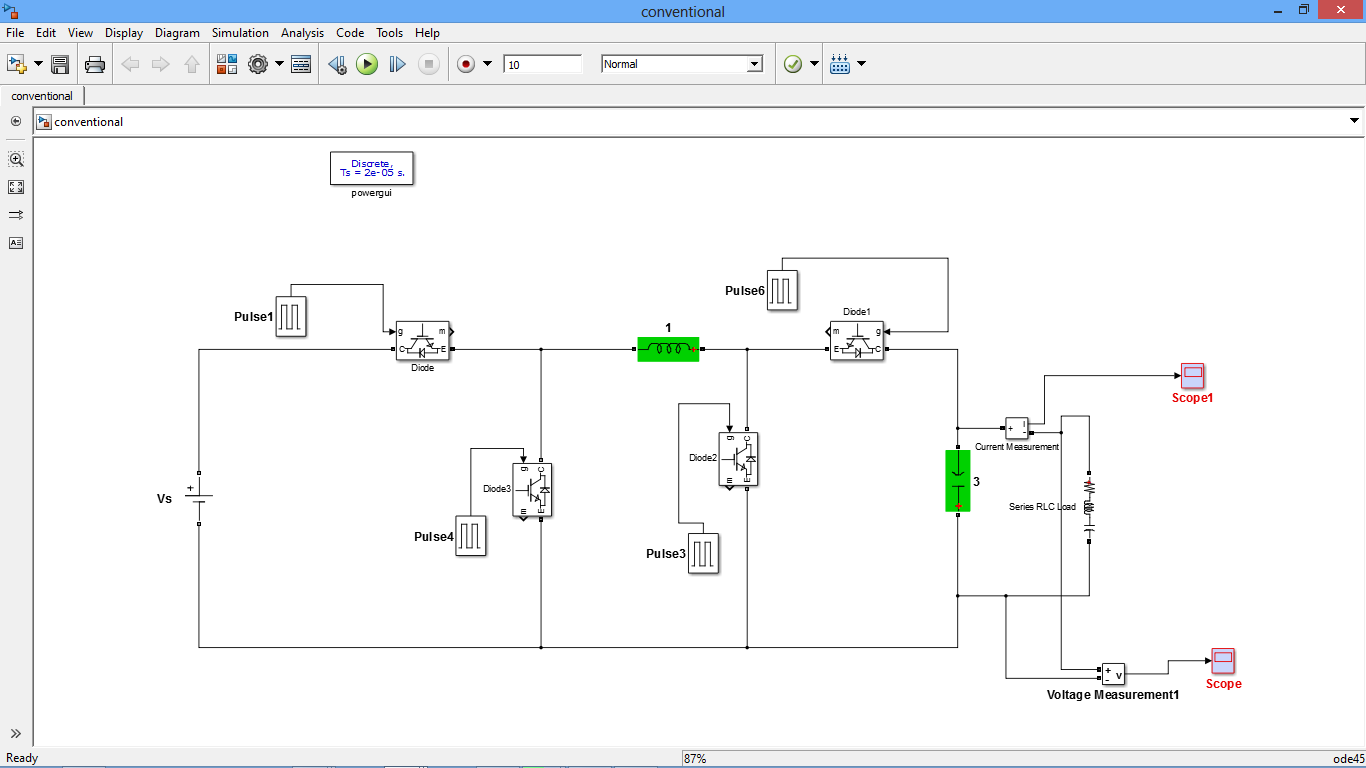 conventional
File Edit View Display Diagram Simulation Analysis Code Tools Help
10 Normal
conventional
conventional
Discrete,
Ts = 2e-05 s.
powergui
Pulse1
g m
C E
Diode
1
Pulse6
Diode1
m g
E C
Vs
+
Pulse4
Diode3
g C
m E
Pulse3
Diode2
g C
m E
+ i
-
Current Measurement
Scope1
3
Series RLC Load
+
- v
Voltage Measurement1
Scope
Ready
87%
ode45